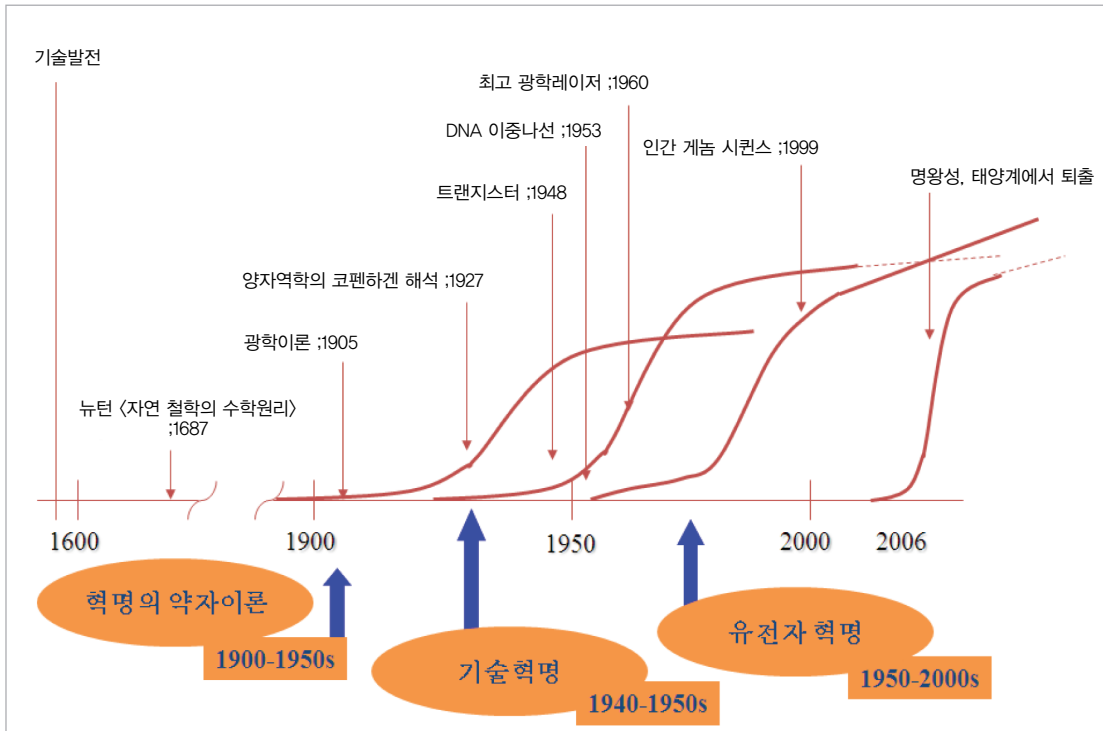 기술발전
최고 광학레이저 ;1960
DNA 이중나선 ;1953
인간 게놈 시퀀스 ;1999
명왕성, 태양계에서 퇴출
트랜지스터 ;1948
양자역학의 코펜하겐 해석 ;1927
광학이론 ;1905
뉴턴 〈자연 철학의 수학원리〉
;1687
1600
1900
1950
2000
2006
혁명의 약자이론
1900-1950s
기술혁명
1940-1950s
유전자 혁명
1950-2000s